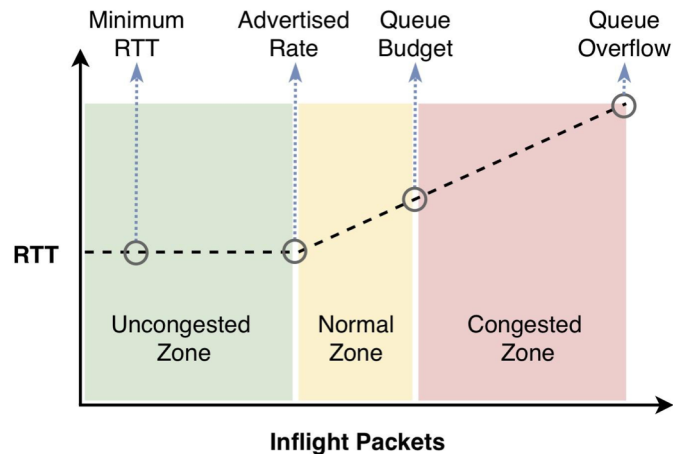 Minimum
RTT
Advertised
Rate
Queue
Budget
Queue
Overflow
RTT
Uncongested
Zone
Normal
Zone
Congested
Zone
Inflight Packets